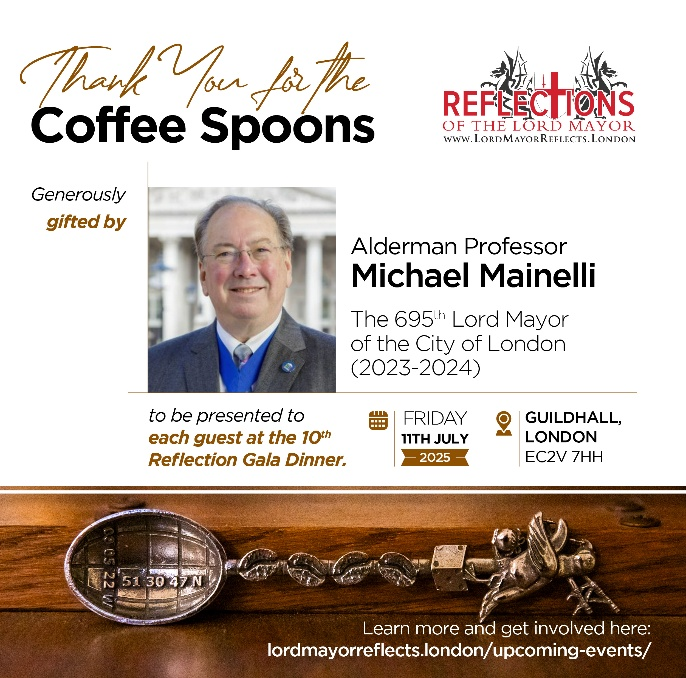 Thank You for the
Coffee Spoons
REFLECTIONS
OF THE LORD MAYOR
WWW.LORDMAYORREFLECTS.LONDON
Generously
gifted by
Alderman Professor
Michael Mainelli
The 695th Lord Mayor
of the City of London
(2023-2024)
to be presented to
each guest at the 10th
Reflection Gala Dinner.
FRIDAY
11TH JULY
2025
GUILDHALL,
LONDON
EC2V 7HH
51 30 47 N
Learn more and get involved here:
lordmayorreflects.london/upcoming-events/